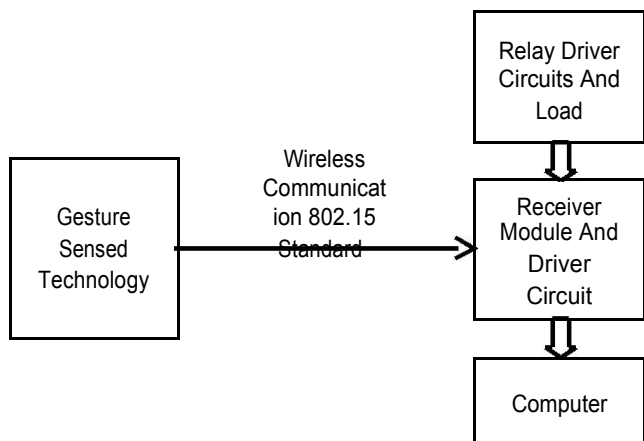 Relay Driver
Circuits And
Load
Wireless
Communicat
ion 802.15
Standard
Gesture
Sensed
Technology
Receiver
Module And
Driver
Circuit
Computer